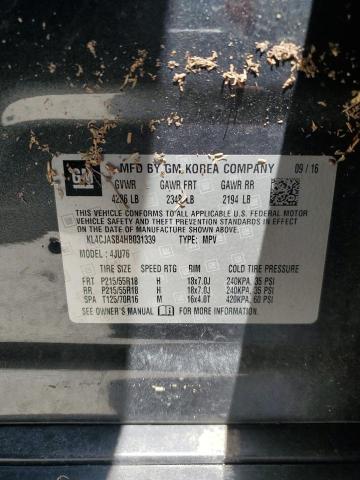 GM MFD BY GM KOREA COMPANY 09/16
GVWR GAWR FRT GAWR RR
LB LB 2194 LB
THIS VEHICLE CONFORMS TO ALL APPLICABLE U.S. FEDERAL MOTOR
VEHICLE SAFETY AND THEFT PREVENTION STANDARDS IN EFFECT
ON THE DATE OF MANUFACTURE SHOWN ABOVE.
KL4CJASB4HB031339 TYPE: MPV
MODEL: 4JU76
TIRE SIZE SPEED RTG RIM COLD TIRE PRESSURE
FRT P215/55R18 H 18x7.0J 240KPA, 35 PSI
RR P215/55R18 H 18x7.0J 240KPA, 35 PSI
SPA T125/70R16 M 16x4.0T 420KPA, 60 PSI
SEE OWNER'S MANUAL FOR MORE INFORMATION.